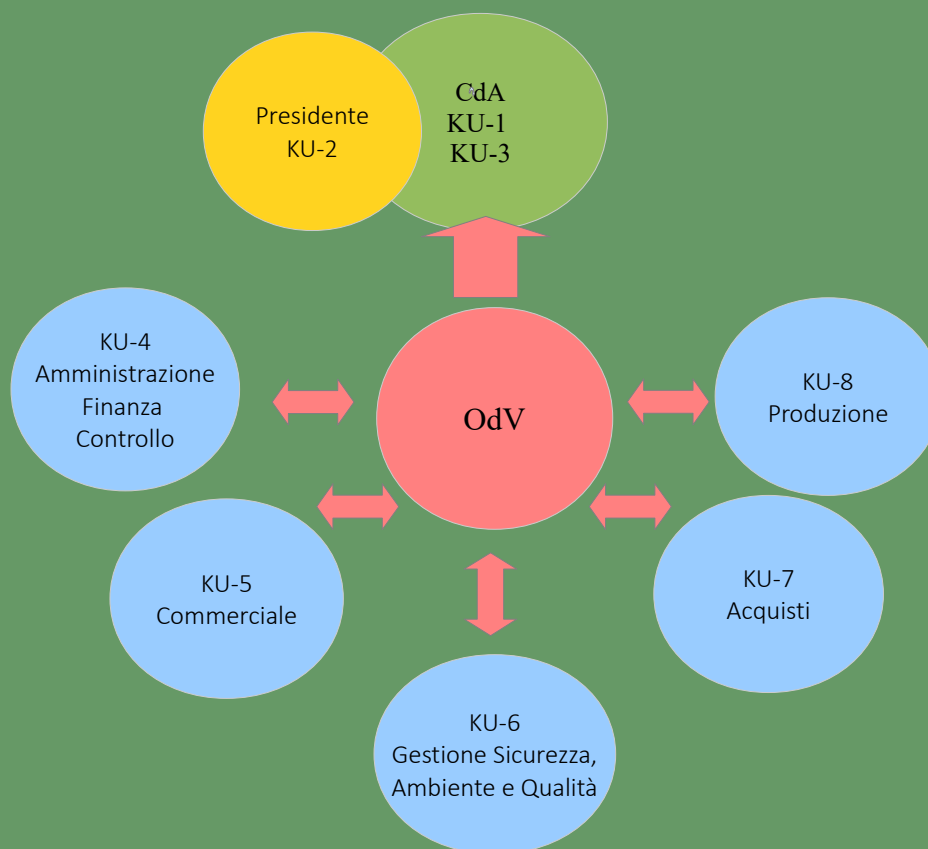 Presidente
KU-2
CdA
KU-1
KU-3
KU-4
Amministrazione
Finanza
Controllo
OdV
KU-8
Produzione
KU-5
Commerciale
KU-7
Acquisti
KU-6
Gestione Sicurezza,
Ambiente e Qualità